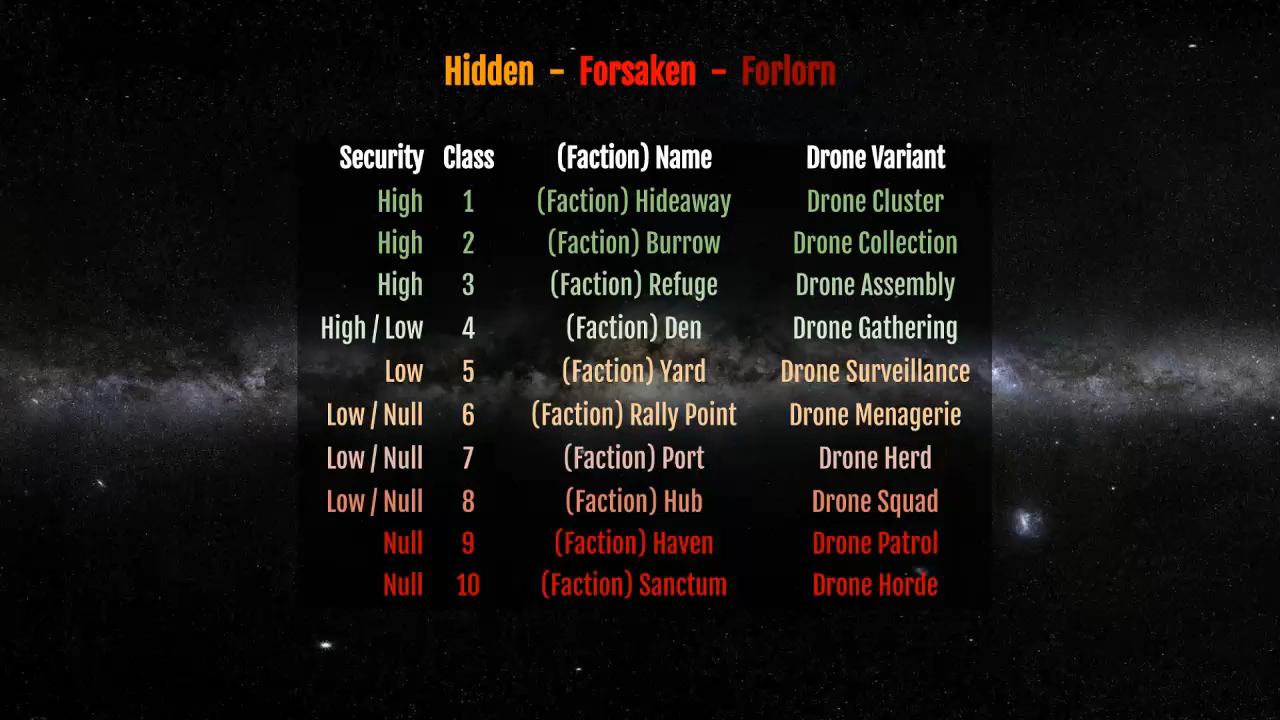 Hidden - Forsaken - Forlorn
Security Class (Faction) Name Drone Variant
High 1 (Faction) Hideaway Drone Cluster
High 2 (Faction) Burrow Drone Collection
High 3 (Faction) Refuge Drone Assembly
High / Low 4 (Faction) Den Drone Gathering
Low 5 (Faction) Yard Drone Surveillance
Low / Null 6 (Faction) Rally Point Drone Menagerie
Low / Null 7 (Faction) Port Drone Herd
Low / Null 8 (Faction) Hub Drone Squad
Null 9 (Faction) Haven Drone Patrol
Null 10 (Faction) Sanctum Drone Horde